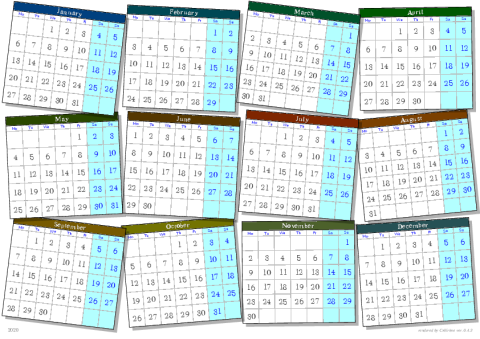 January
Mo Tu We Th Fr Sa Su
1 2 3 4 5
6 7 8 9 10 11 12
13 14 15 16 17 18 19
20 21 22 23 24 25 26
27 28 29 30 31
February
Mo Tu We Th Fr Sa Su
1 2
3 4 5 6 7 8 9
10 11 12 13 14 15 16
17 18 19 20 21 22 23
24 25 26 27 28 29
March
Mo Tu We Th Fr Sa Su
1
2 3 4 5 6 7 8
9 10 11 12 13 14 15
16 17 18 19 20 21 22
23 24 25 26 27 28 29
30 31
April
Mo Tu We Th Fr Sa Su
1 2 3 4 5
6 7 8 9 10 11 12
13 14 15 16 17 18 19
20 21 22 23 24 25 26
27 28 29 30
May
Mo Tu We Th Fr Sa Su
1 2 3
4 5 6 7 8 9 10
11 12 13 14 15 16 17
18 19 20 21 22 23 24
25 26 27 28 29 30 31
June
Mo Tu We Th Fr Sa Su
1 2 3 4 5 6 7
8 9 10 11 12 13 14
15 16 17 18 19 20 21
22 23 24 25 26 27 28
29 30
July
Mo Tu We Th Fr Sa Su
1 2 3 4 5
6 7 8 9 10 11 12
13 14 15 16 17 18 19
20 21 22 23 24 25 26
27 28 29 30 31
August
Mo Tu We Th Fr Sa Su
1 2
3 4 5 6 7 8 9
10 11 12 13 14 15 16
17 18 19 20 21 22 23
24 25 26 27 28 29 30
31
September
Mo Tu We Th Fr Sa Su
1 2 3 4 5 6
7 8 9 10 11 12 13
14 15 16 17 18 19 20
21 22 23 24 25 26 27
28 29 30
October
Mo Tu We Th Fr Sa Su
1 2 3 4
5 6 7 8 9 10 11
12 13 14 15 16 17 18
19 20 21 22 23 24 25
26 27 28 29 30 31
November
Mo Tu We Th Fr Sa Su
1
2 3 4 5 6 7 8
9 10 11 12 13 14 15
16 17 18 19 20 21 22
23 24 25 26 27 28 29
30
December
Mo Tu We Th Fr Sa Su
1 2 3 4 5 6
7 8 9 10 11 12 13
14 15 16 17 18 19 20
21 22 23 24 25 26 27
28 29 30 31